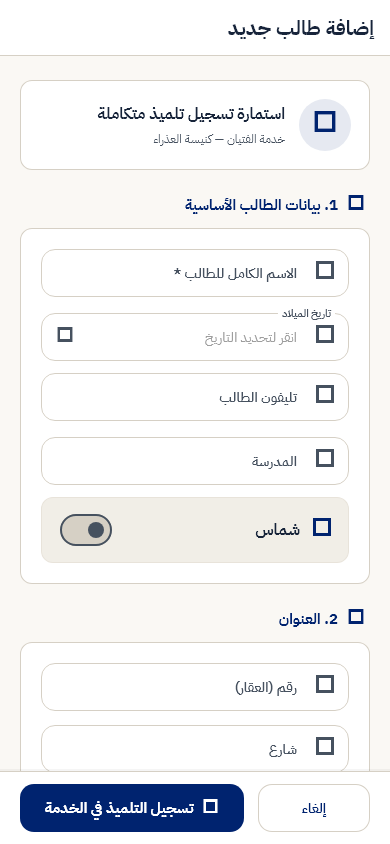 إضافة طالب جديد
استمارة تسجيل تلميذ متكاملة
خدمة الفتيان – كنيسة العذراء
1. بيانات الطالب الأساسية
الاسم الكامل للطالب *
تاريخ الميلاد
انقر لتحديد التاريخ
تليفون الطالب
المدرسة
شماس
2. العنوان
رقم (العقار)
شارع
إلغاء
تسجيل التلميذ في الخدمة